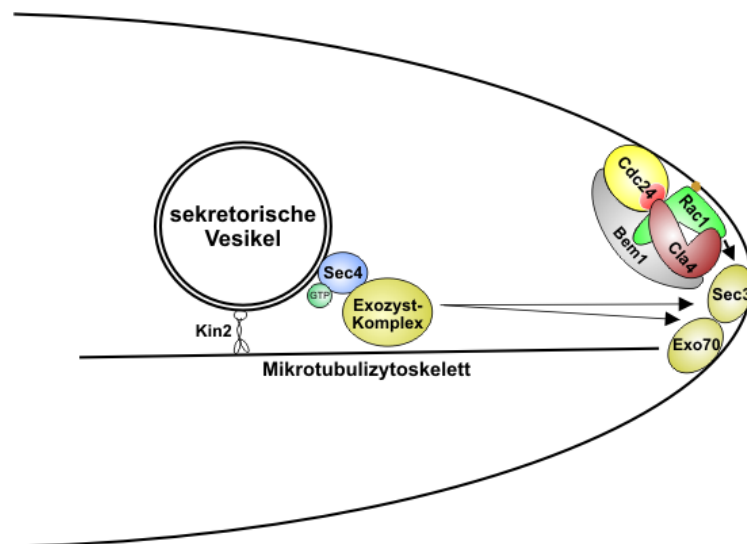 sekretorische
Vesikel
Sec4
GTP
Exozyst-
Komplex
Kin2
Mikrotubulizytoskelett
Cdc24
Rac1
Bem1
Cla4
Sec3
Exo70